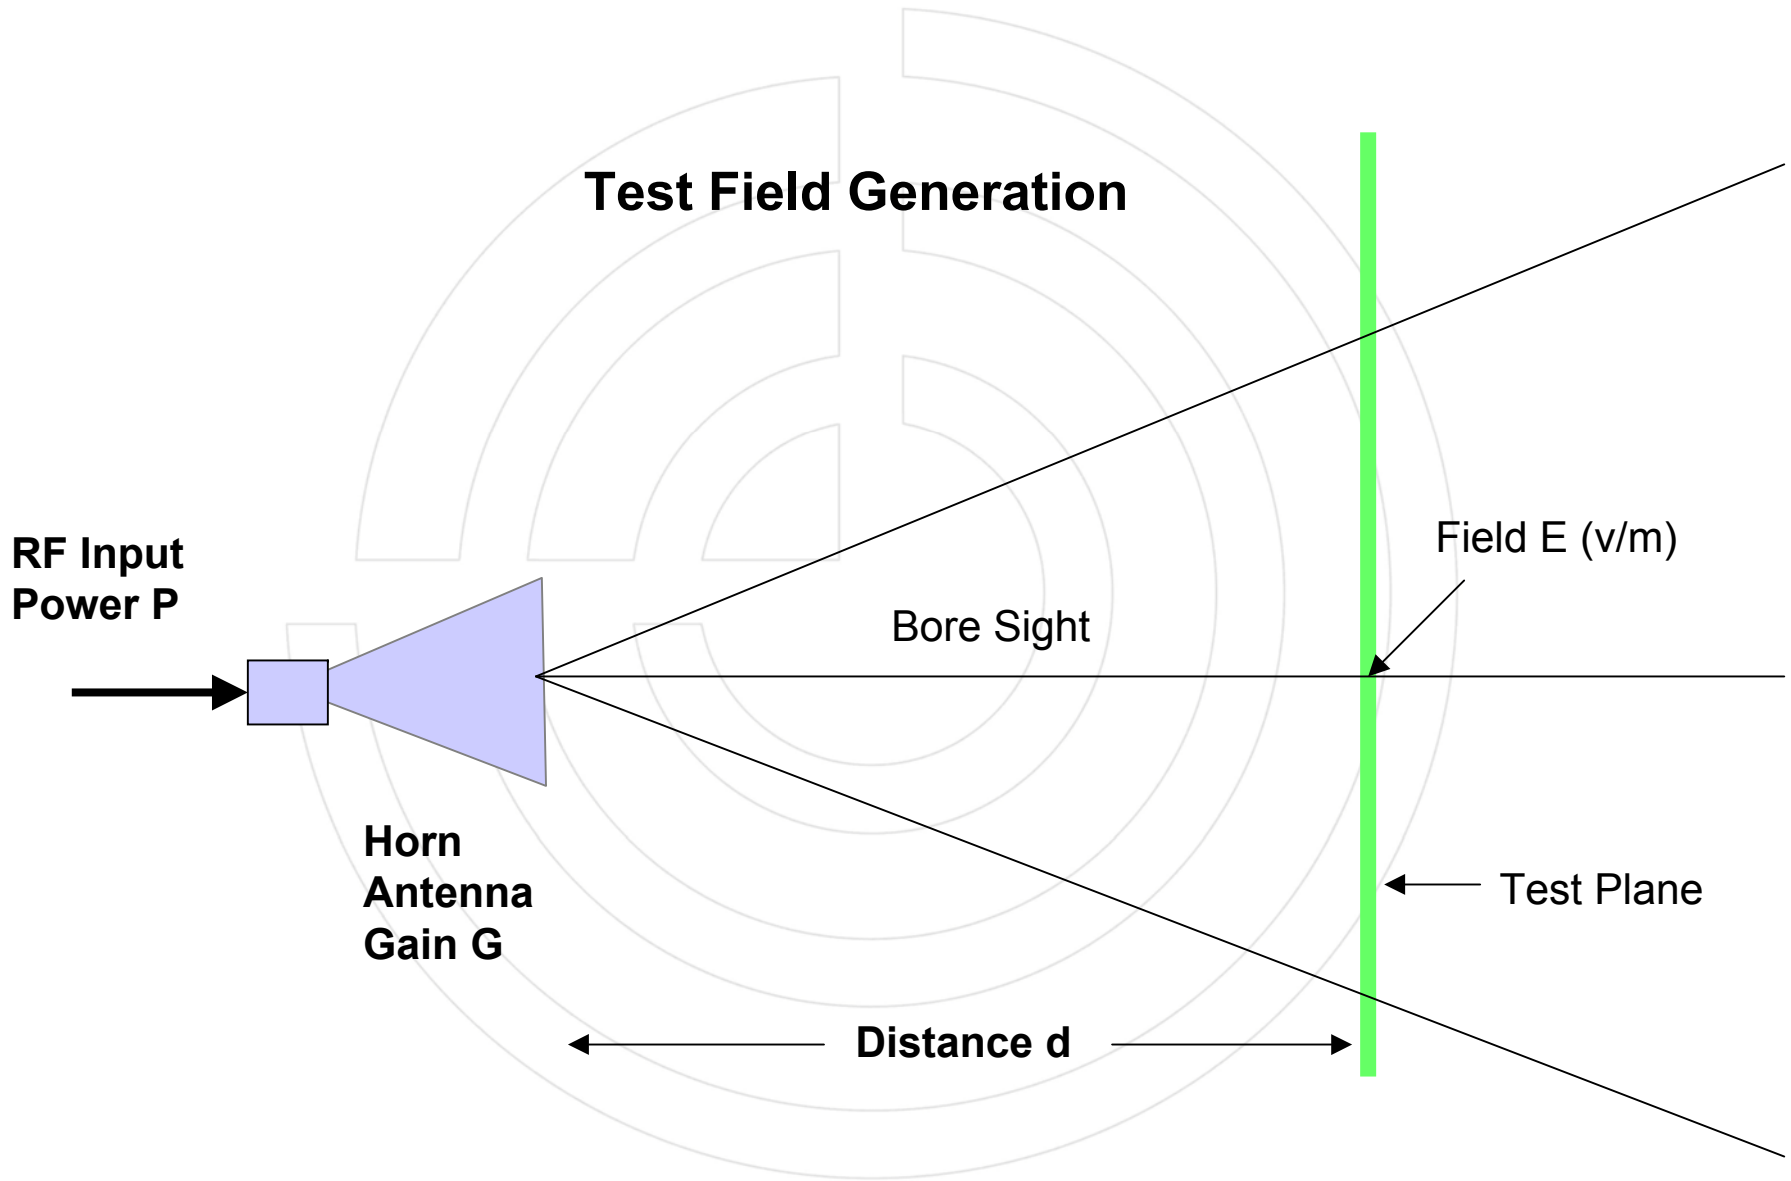 Test Field Generation
Field E (v/m)
RF Input
Power P
Bore Sight
Horn
Antenna
Gain G
Test Plane
Distance d